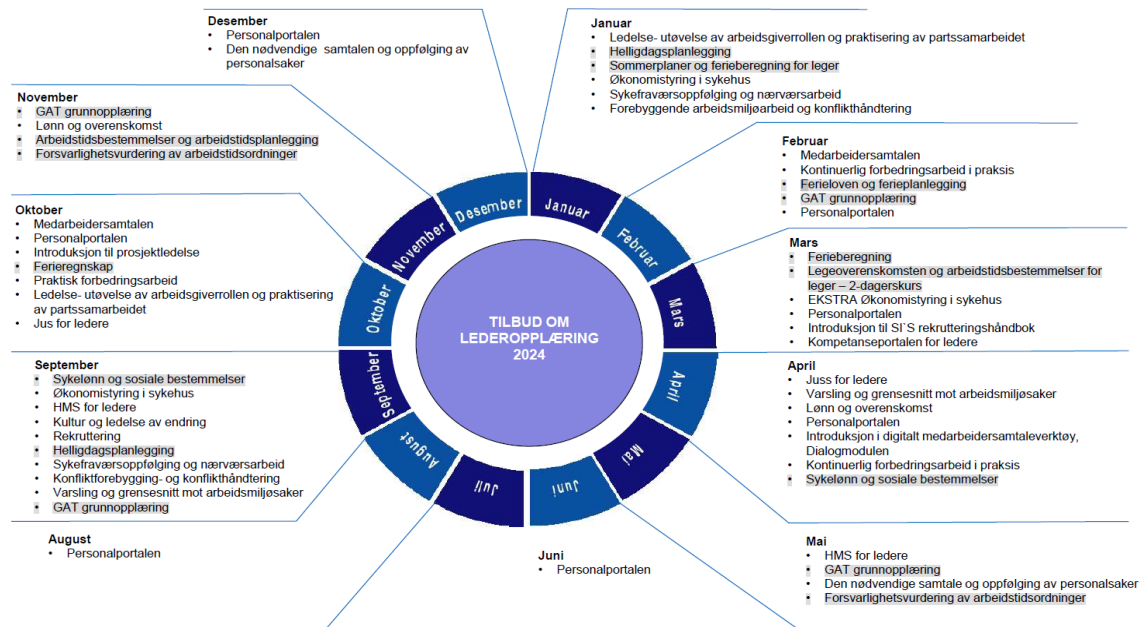 Desember
• Personalportalen
• Den nødvendige samtalen og oppfølging av
personalsaker
Januar
• Ledelse- utøvelse av arbeidsgiverrollen og praktisering av partssamarbeidet
• Helligdagsplanlegging
• Sommerplaner og ferieberegning for leger
• Økonomistyring i sykehus
• Sykefraværsoppfølging og nærværsarbeid
• Forebyggende arbeidsmiljøarbeid og konflikthåndtering
November
• GAT grunnopplæring
• Lønn og overenskomst
• Arbeidstidsbestemmelser og arbeidstidsplanlegging
• Forsvarlighetsvurdering av arbeidstidsordninger
Februar
• Medarbeidersamtalen
• Kontinuerlig forbedringsarbeid i praksis
• Ferieloven og ferieplanlegging
• GAT grunnopplæring
• Personalportalen
Oktober
• Medarbeidersamtalen
• Personalportalen
• Introduksjon til prosjektledelse
• Ferieregnskap
• Praktisk forbedringsarbeid
• Ledelse- utøvelse av arbeidsgiverrollen og praktisering
av partssamarbeidet
• Jus for ledere
Mars
• Ferieberegning
• Legeoverenskomsten og arbeidstidsbestemmelser for
leger – 2-dagerskurs
• EKSTRA Økonomistyring i sykehus
• Personalportalen
• Introduksjon til SI`S rekrutteringshåndbok
• Kompetanseportalen for ledere
Januar
Februar
Mars
April
Mai
Juni
Juli
August
September
Oktober
November
Desember
TILBUD OM
LEDEROPPLÆRING
2024
September
• Sykelønn og sosiale bestemmelser
• Økonomistyring i sykehus
• HMS for ledere
• Kultur og ledelse av endring
• Rekruttering
• Helligdagsplanlegging
• Sykefraværsoppfølging og nærværsarbeid
• Konfliktforebygging- og konflikthåndtering
• Varsling og grensesnitt mot arbeidsmiljøsaker
• GAT grunnopplæring
April
• Juss for ledere
• Varsling og grensesnitt mot arbeidsmiljøsaker
• Lønn og overenskomst
• Personalportalen
• Introduksjon i digitalt medarbeidersamtaleverktøy,
Dialogmodulen
• Kontinuerlig forbedringsarbeid i praksis
• Sykelønn og sosiale bestemmelser
August
• Personalportalen
Juni
• Personalportalen
Mai
• HMS for ledere
• GAT grunnopplæring
• Den nødvendige samtale og oppfølging av personalsaker
• Forsvarlighetsvurdering av arbeidstidsordninger